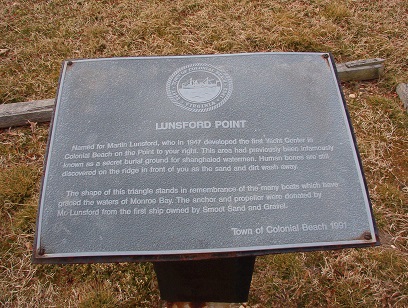 VIRGINIA
LUNSFORD POINT
Named for Martin Lunsford, who in 1947 developed the first Yacht Center in
Colonial Beach on the Point to your right. This area had previously been infamously
known as a secret burial ground for shanghaied watermen. Human bones are still
discovered on the ridge in front of you as the sand and dirt wash away.
The shape of this triangle stands in remembrance of the many boats which have
graced the waters of Monroe Bay. The anchor and propeller were donated by
Mr. Lunsford from the first ship owned by Smoot Sand and Gravel.
Town of Colonial Beach 1991